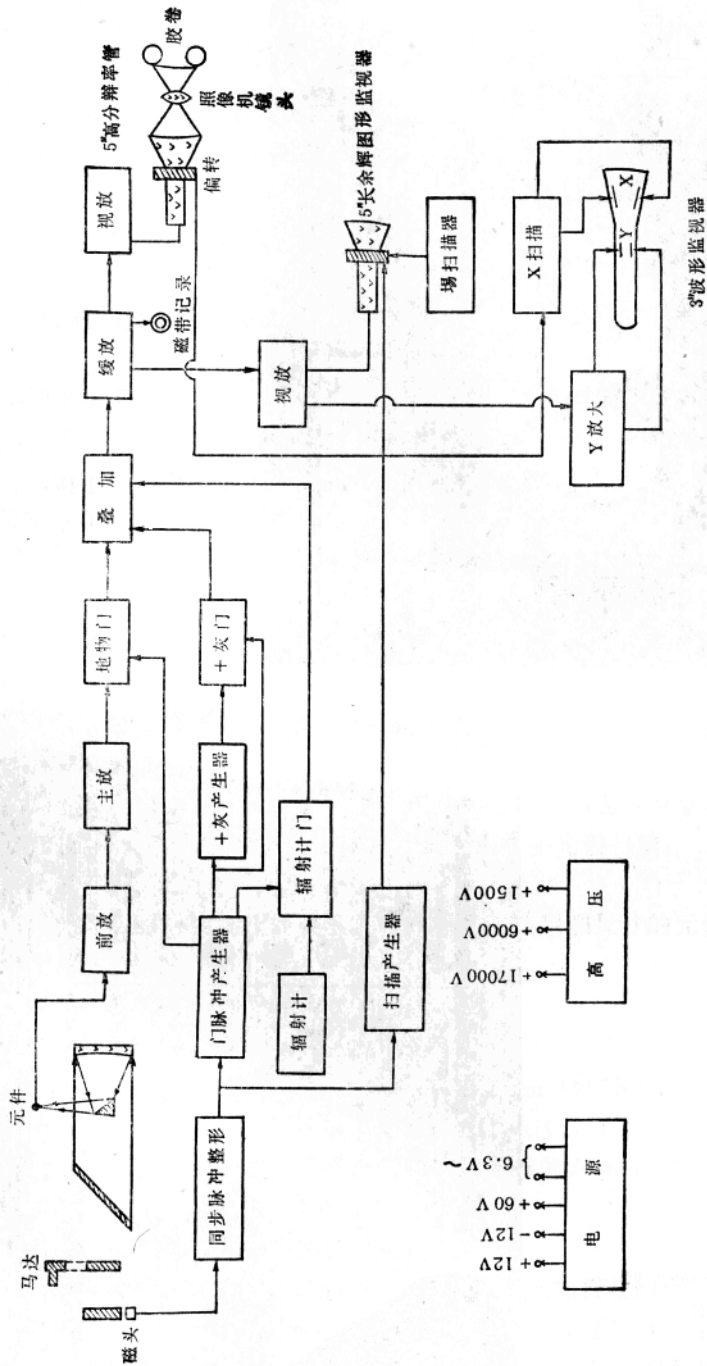 元件
马达
磁头
前放
主放
地物门
叠加
缓放
视放
5"高分辨率管
胶卷
照像机镜头
偏转
磁带记录
同步脉冲整形
门脉冲产生器
+灰产生器
+灰门
视放
5"长余辉图形监视器
場扫描器
辐射计
辐射计门
扫描产生器
Y放大
X扫描
Y
X
3"波形监视器
+12V
-12V
+60V
6.3V~
电源
+17000V
+6000V
+1500V
高压